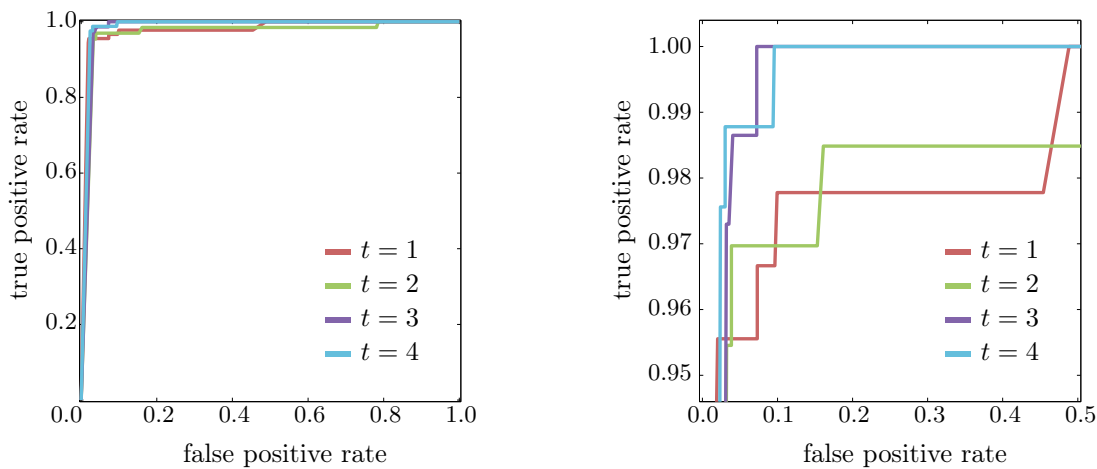 1.0
0.8
0.6
0.4
0.2
0.0 0.2 0.4 0.6 0.8 1.0
true positive rate
false positive rate
t = 1
t = 2
t = 3
t = 4
1.00
0.99
0.98
0.97
0.96
0.95
0.0 0.1 0.2 0.3 0.4 0.5
true positive rate
false positive rate
t = 1
t = 2
t = 3
t = 4